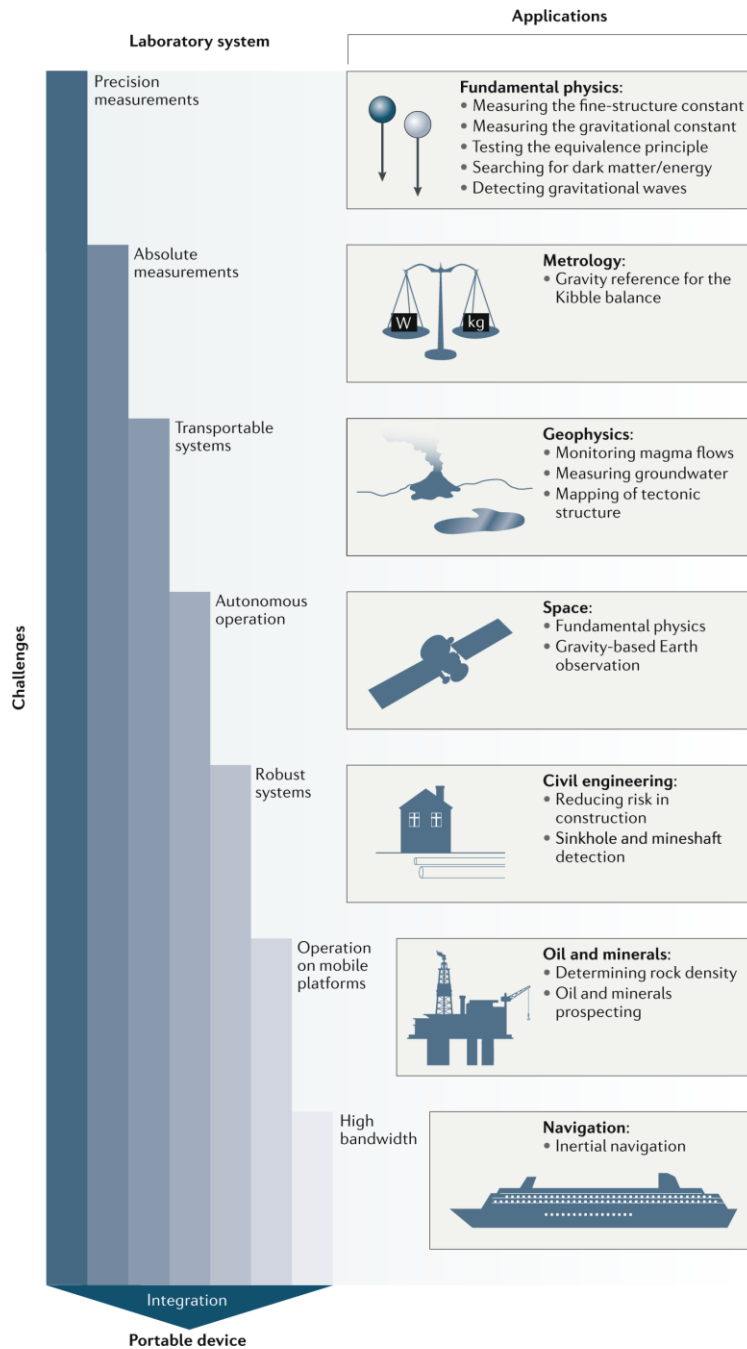 Applications
Laboratory system
Precision
measurements
Fundamental physics:
• Measuring the fine-structure constant
• Measuring the gravitational constant
• Testing the equivalence principle
• Searching for dark matter/energy
• Detecting gravitational waves
Absolute
measurements
Metrology:
• Gravity reference for the
Kibble balance
W
kg
Transportable
systems
Geophysics:
• Monitoring magma flows
• Measuring groundwater
• Mapping of tectonic
structure
Autonomous
operation
Space:
• Fundamental physics
• Gravity-based Earth
observation
Challenges
Robust
systems
Civil engineering:
• Reducing risk in
construction
• Sinkhole and mineshaft
detection
Operation
on mobile
platforms
Oil and minerals:
• Determining rock density
• Oil and minerals
prospecting
High
bandwidth
Navigation:
• Inertial navigation
Integration
Portable device